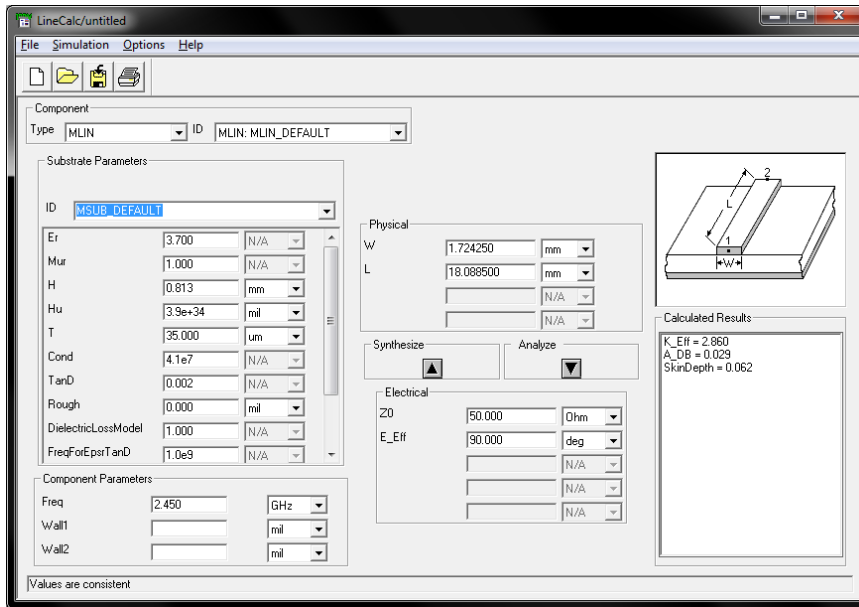 LineCalc/untitled
File Simulation Options Help
Component
Type MLIN ID MLIN: MLIN_DEFAULT
Substrate Parameters
ID MSUB_DEFAULT
Er 3.700 N/A
Mur 1.000 N/A
H 0.813 mm
Hu 3.9e+34 mil
T 35.000 um
Cond 4.1e7 N/A
TanD 0.002 N/A
Rough 0.000 mil
DielectricLossModel 1.000 N/A
FreqForEpsrTanD 1.0e9 N/A
Component Parameters
Freq 2.450 GHz
Wall1 mil
Wall2 mil
Physical
W 1.724250 mm
L 18.088500 mm
N/A
N/A
Synthesize Analyze
Electrical
Z0 50.000 Ohm
E_Eff 90.000 deg
N/A
N/A
N/A
2
L
1
W
Calculated Results
K_Eff = 2.860
A_DB = 0.029
SkinDepth = 0.062
Values are consistent